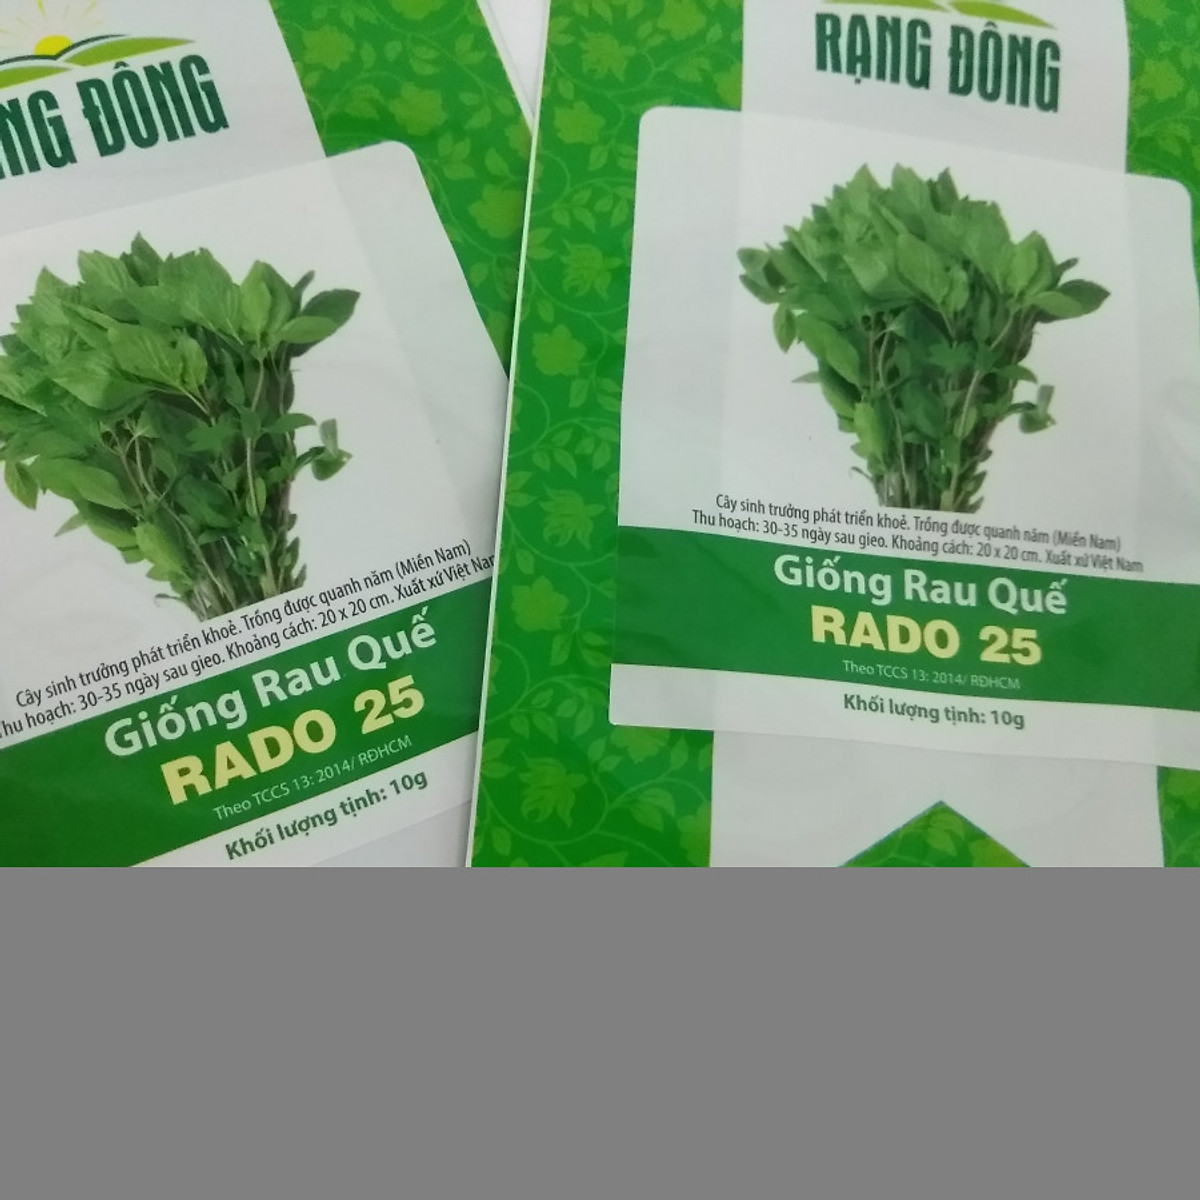 NG ĐÔNG
Cây sinh trưởng phát triển khoẻ. Trồng được quanh năm (Miền Nam)
Thu hoạch: 30-35 ngày sau gieo. Khoảng cách: 20 x 20 cm. Xuất xứ Việt Nam
Giống Rau Quế
RADO 25
Theo TCCS 13: 2014/ RĐHCM
Khối lượng tịnh: 10g
RẠNG ĐÔNG
Cây sinh trưởng phát triển khoẻ. Trồng được quanh năm (Miền Nam)
Thu hoạch: 30-35 ngày sau gieo. Khoảng cách: 20 x 20 cm. Xuất xứ Việt Nam
Giống Rau Quế
RADO 25
Theo TCCS 13: 2014/ RĐHCM
Khối lượng tịnh: 10g